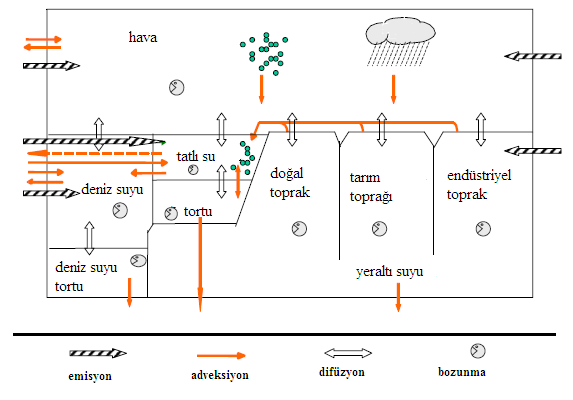 hava
tatlı su
deniz suyu
tortu
deniz suyu
tortu
doğal
toprak
tarım
toprağı
endüstriyel
toprak
yeraltı suyu
emisyon
adveksiyon
difüzyon
bozunma